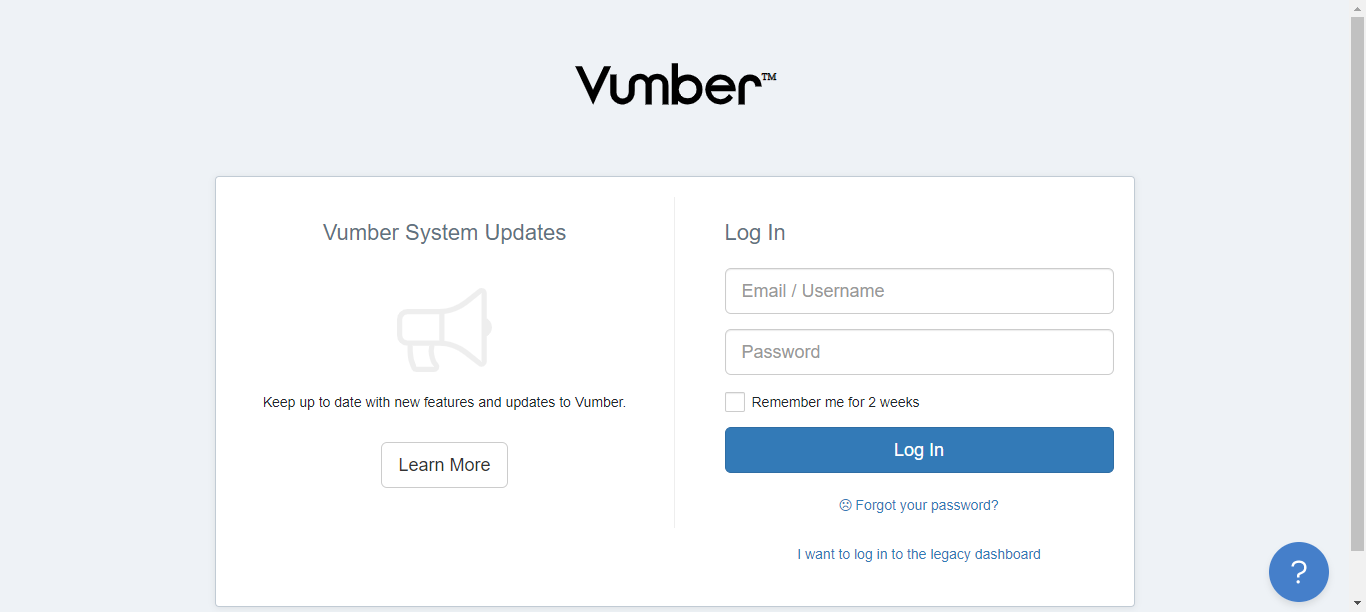 Vumber™
Vumber System Updates
Keep up to date with new features and updates to Vumber.
Learn More
Log In
Email / Username
Password
Remember me for 2 weeks
Log In
Forgot your password?
I want to log in to the legacy dashboard
?